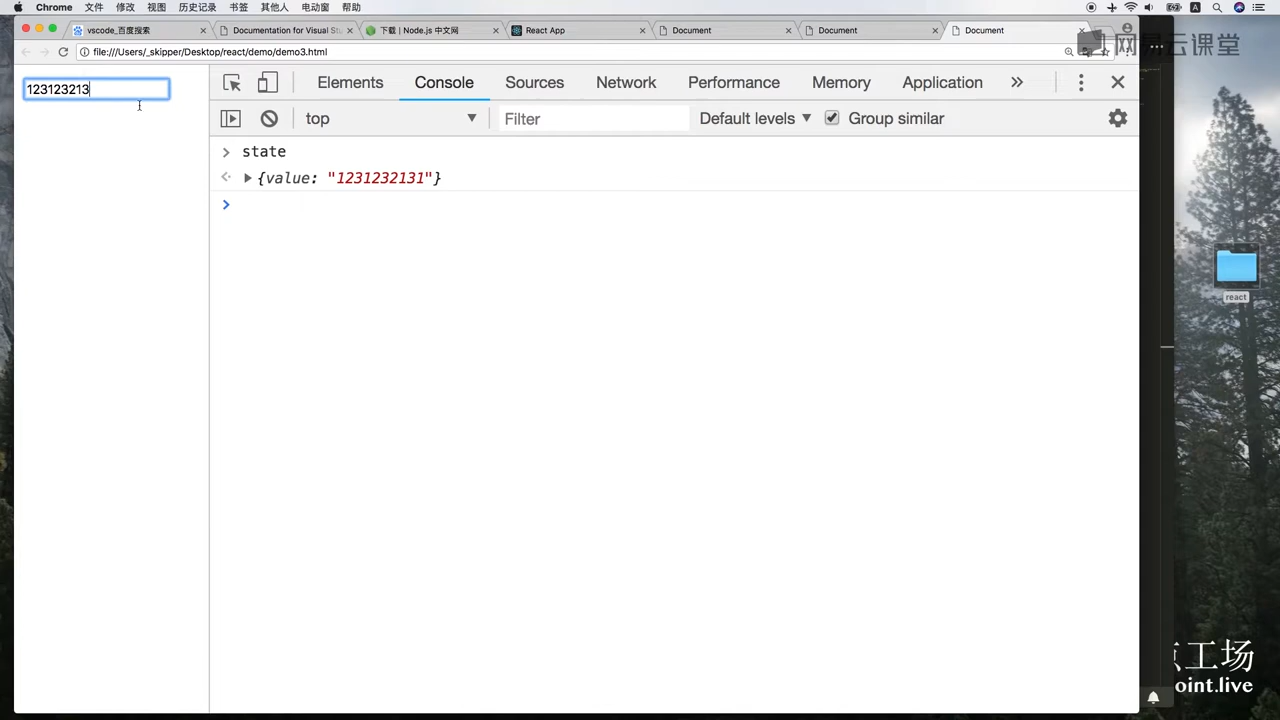 Chrome 文件 修改 视图 历史记录 书签 其他人 电动窗 帮助
vscode_百度搜索 Documentation for Visual Stu 下载 | Node.js 中文网 React App Document Document Document
file:///Users/_skipper/Desktop/react/demo/demo3.html
网易云课堂
123123213
Elements Console Sources Network Performance Memory Application
top Filter Default levels Group similar
state
{value: "1231232131"}
react
工场
oint.live